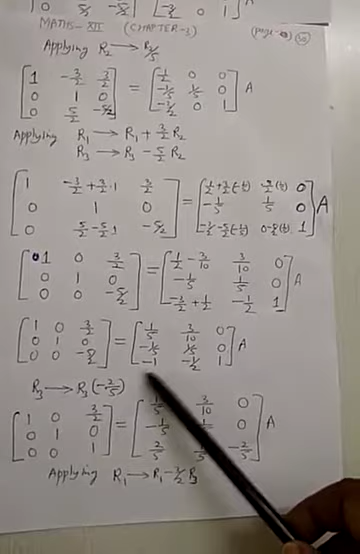 0 5/2 -5/2 ] [ -3/2 0 1 ] A
MATHS-XII (CHAPTER-3)
Applying R₂ → R₂/5
[ 1 -3/2 3/2 ] = [ 1/2 0 0 ] A
[ 0 1 0 ] [ -1/5 1/5 0 ]
[ 0 5/2 -5/2 ] [ -1/2 0 1 ]
Applying R₁ → R₁ + 3/2 R₂
R₃ → R₃ - 5/2 R₂
[ 1 -3/2+3/2·1 3/2 ] = [ 1/2+3/2(-1/5) 0 ] A
[ 0 1 0 ] [ -1/5 1/5 0 ]
[ 0 5/2-5/2·1 -5/2 ] [ 1 ]
[ 1 0 3/2 ] = [ 1/2-3/10 3/10 0 ] A
[ 0 1 0 ] [ -1/5 1/5 0 ]
[ 0 0 -5/2 ] [ -3/2+1/2 -1/2 1 ]
[ 1 0 3/2 ] = [ 1/5 3/10 0 ] A
[ 0 1 0 ] [ -1/5 1/5 0 ]
[ 0 0 -5/2 ] [ -1 -1/2 1 ]
R₃ → R₃(-2/5)
[ 1 0 3/2 ] = [ 1/5 3/10 0 ] A
[ 0 1 0 ] [ -1/5 0 ]
[ 0 0 1 ] [ 2/5 1/5 -2/5 ]
Applying R₁ → R₁ - 3/2 R₃